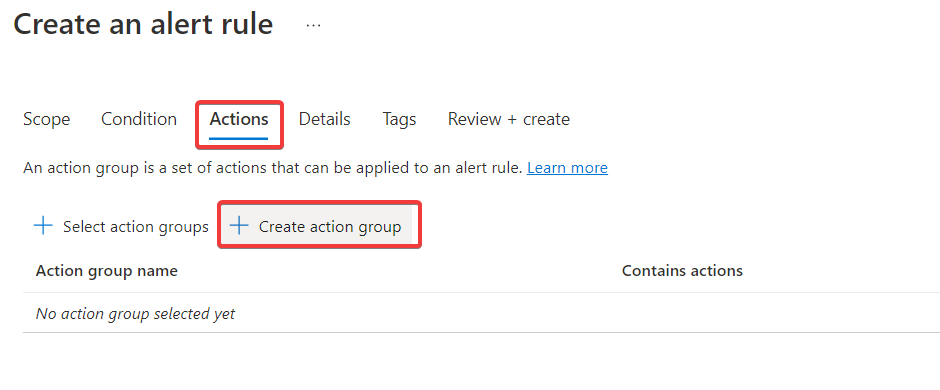 Create an alert rule ...
Scope Condition Actions Details Tags Review + create
An action group is a set of actions that can be applied to an alert rule. Learn more
+ Select action groups + Create action group
Action group name Contains actions
No action group selected yet